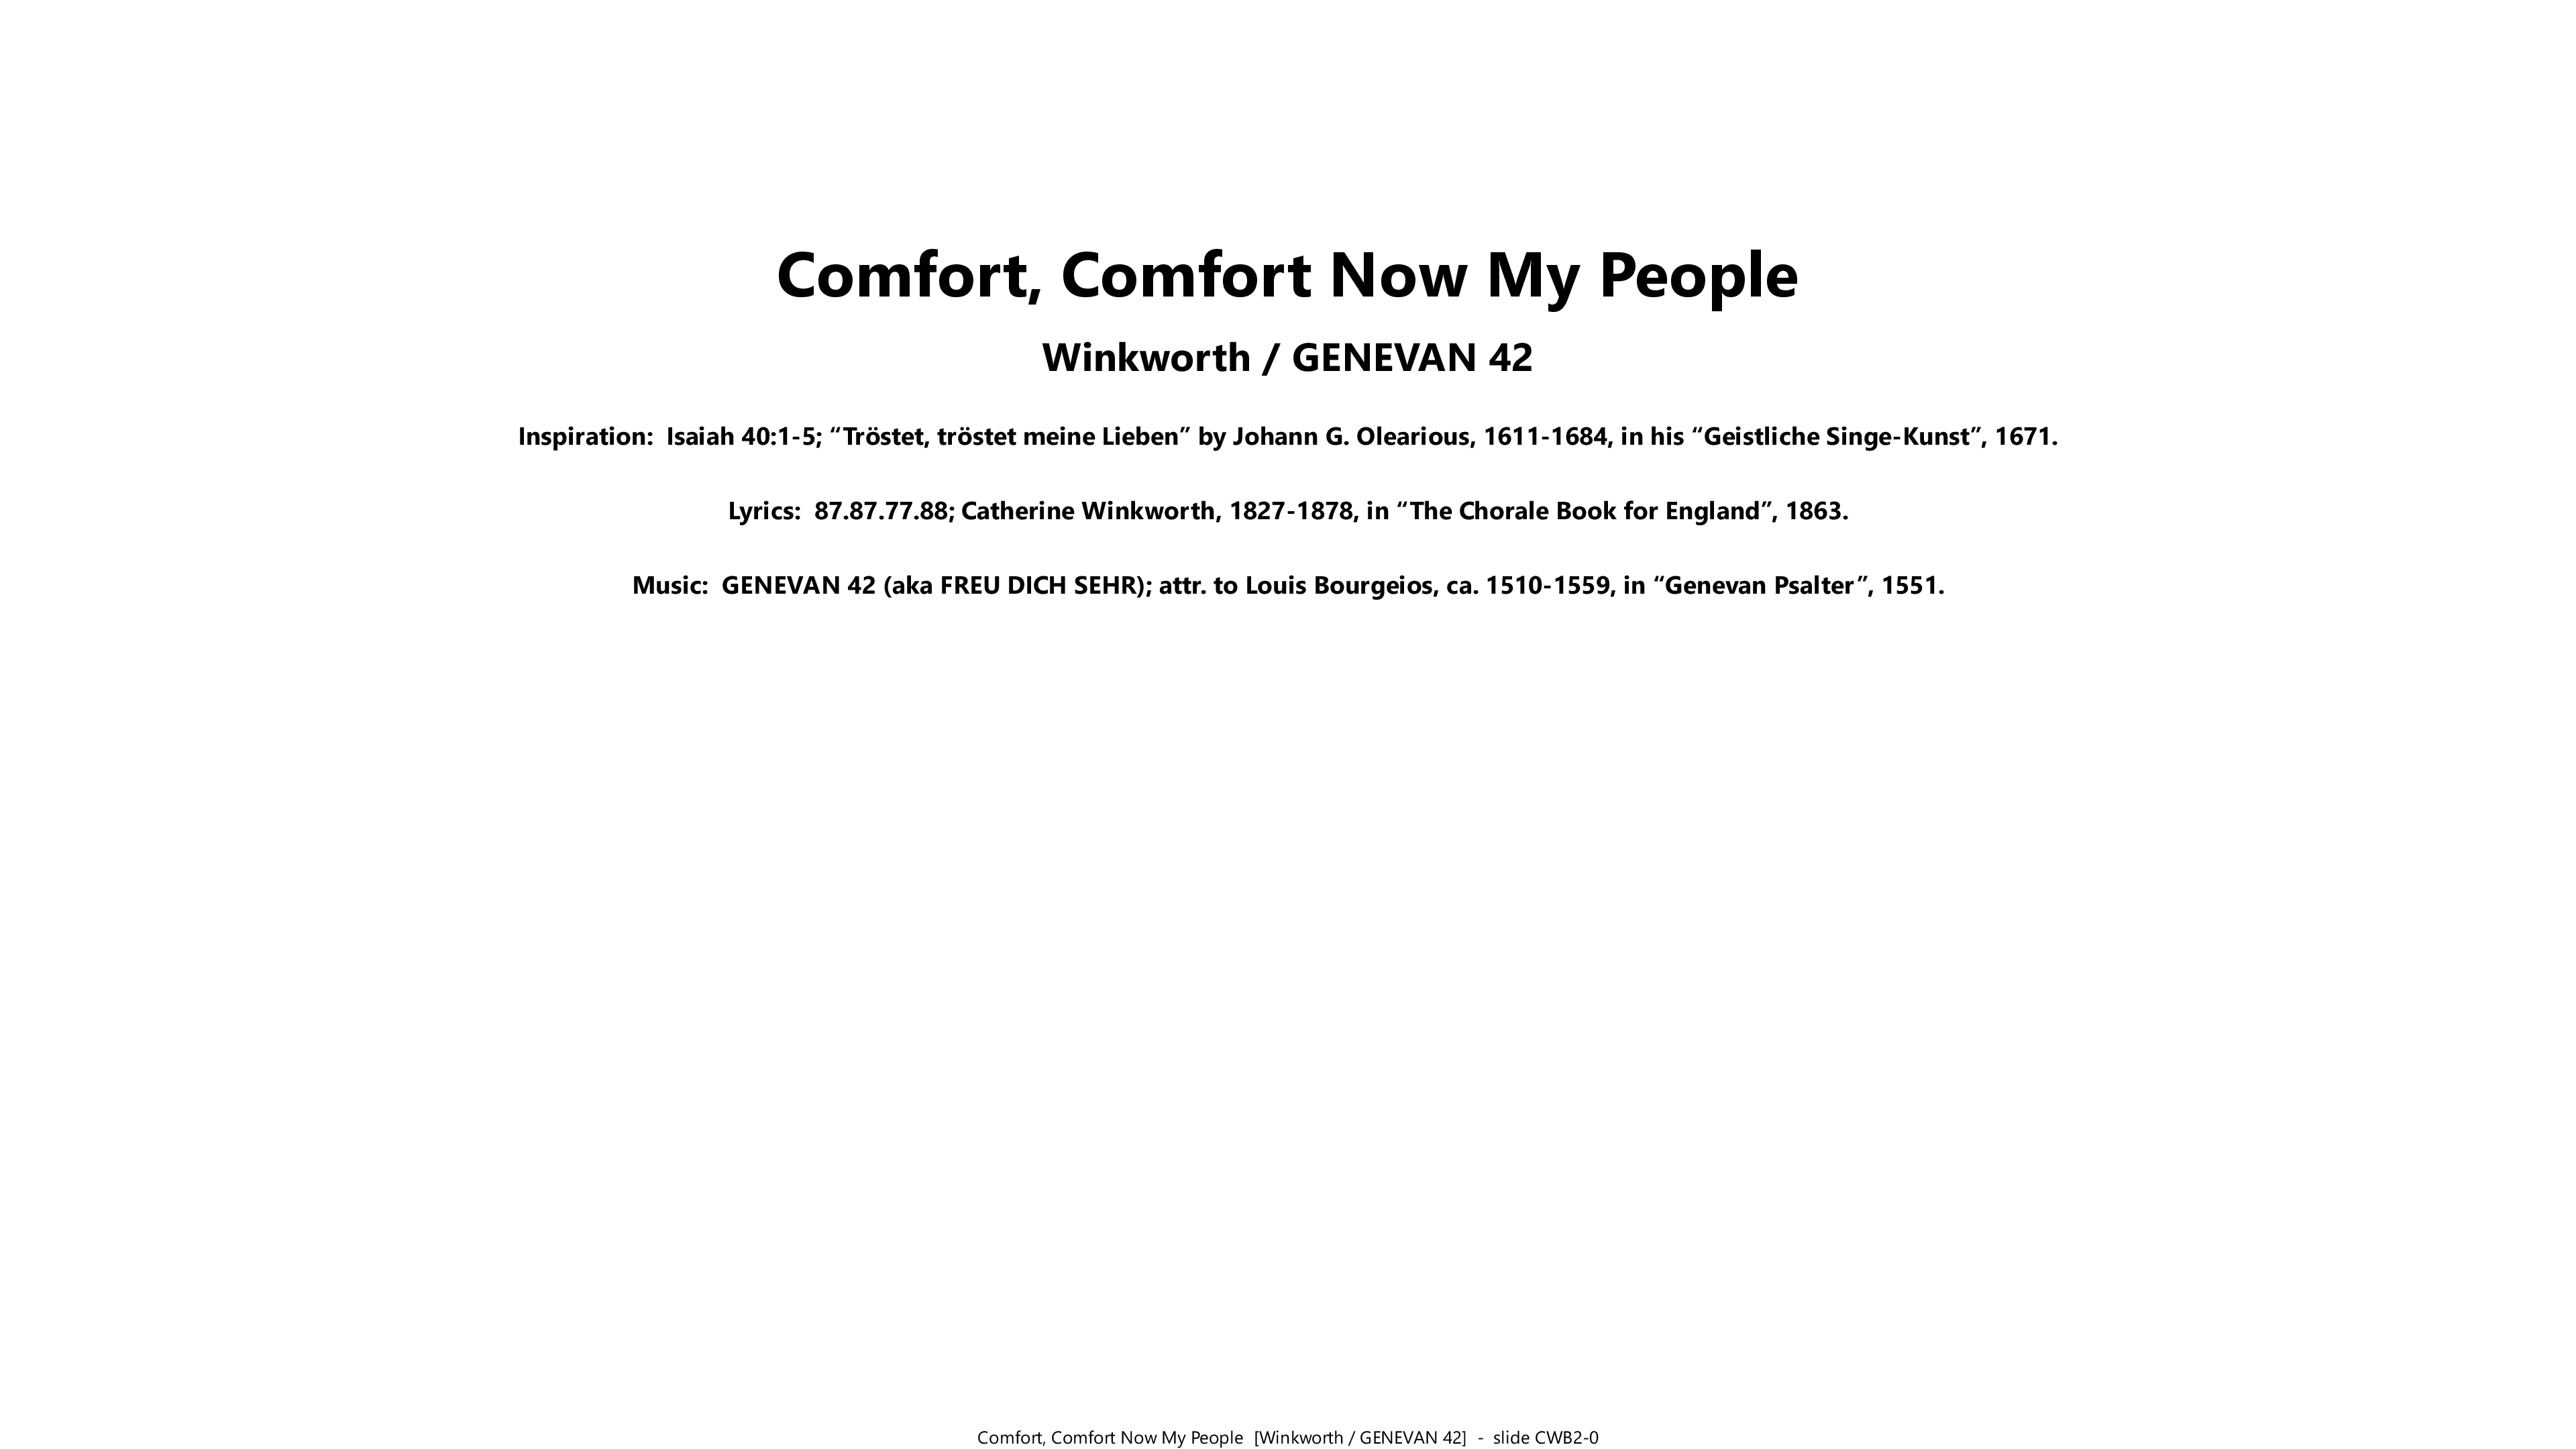 Comfort, Comfort Now My People
Winkworth / GENEVAN 42
Inspiration:  Isaiah 40:1-5; “Tröstet, tröstet meine Lieben” by Johann G. Olearious, 1611-1684, in his “Geistliche Singe-Kunst”, 1671.
Lyrics:  87.87.77.88; Catherine Winkworth, 1827-1878, in “The Chorale Book for England”, 1863.
Music:  GENEVAN 42 (aka FREU DICH SEHR); attr. to Louis Bourgeios, ca. 1510-1559, in “Genevan Psalter”, 1551.
Comfort, Comfort Now My People  [Winkworth / GENEVAN 42]  -  slide CWB2-0